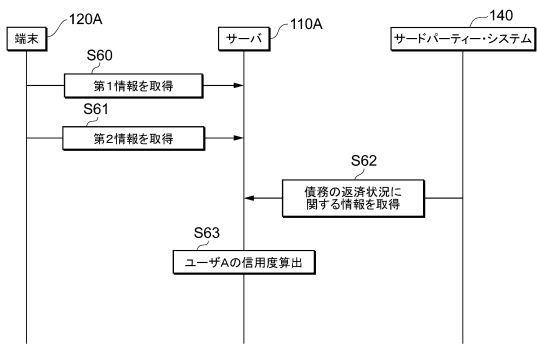 120A
110A
140
端末
サーバ
サードパーティー・システム
S60
第1情報を取得
S61
第2情報を取得
S62
債務の返済状況に
関する情報を取得
S63
ユーザAの信用度算出